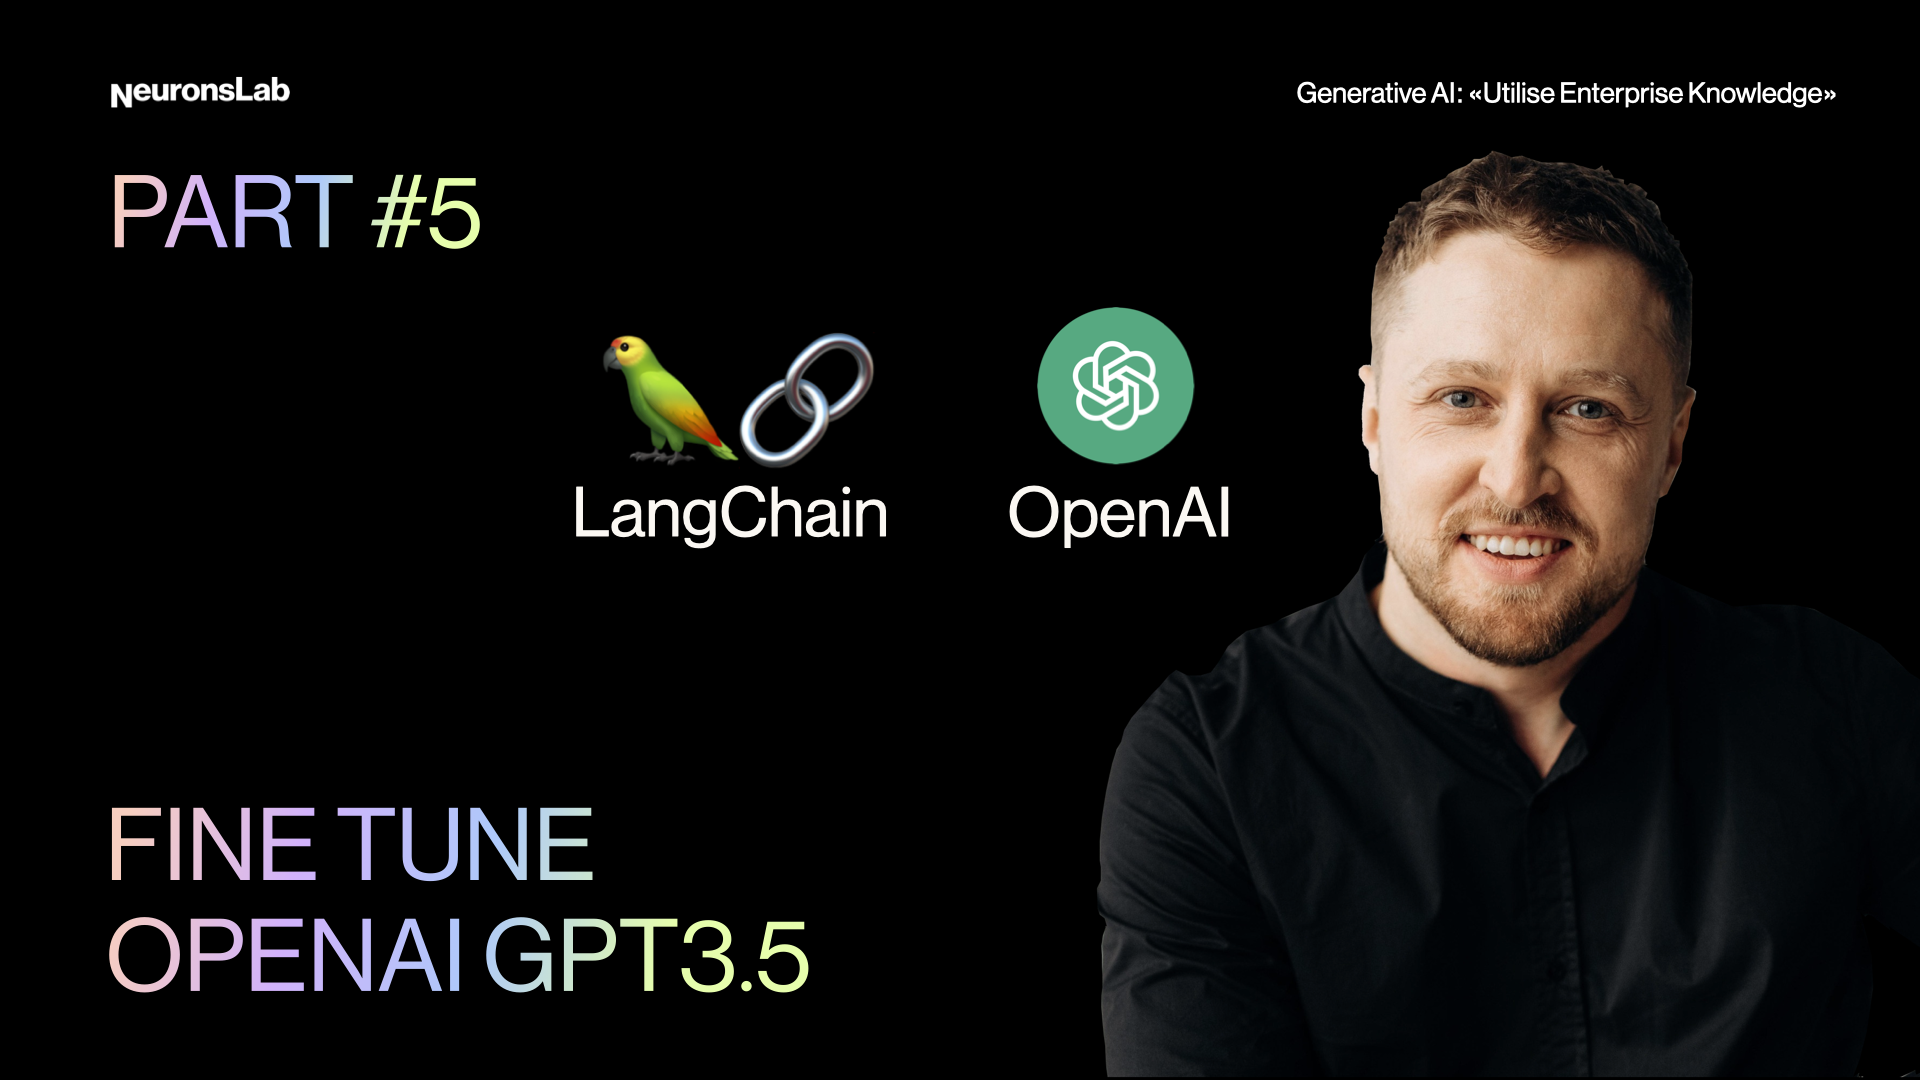 NeuronsLab
Generative AI: «Utilise Enterprise Knowledge»
PART #5
LangChain
OpenAI
FINE TUNE
OPENAI GPT3.5